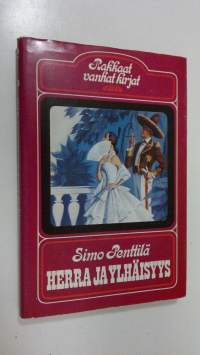 Rakkaat
vanhat kirjat
Simo Penttilä
HERRA JA YLHÄISYYS